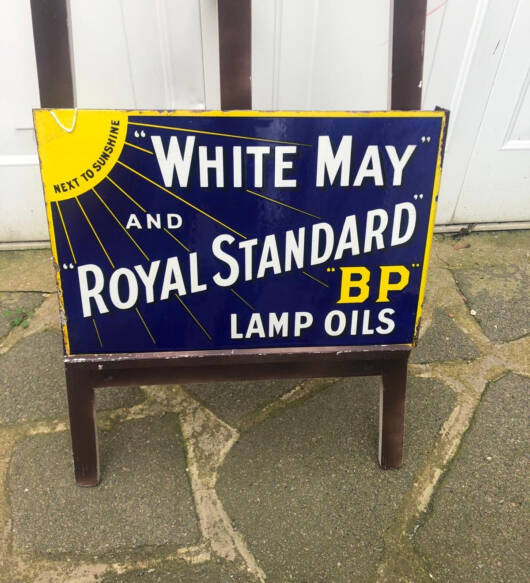 NEXT TO SUNSHINE
"WHITE MAY"
AND
"ROYAL STANDARD"
"BP"
LAMP OILS